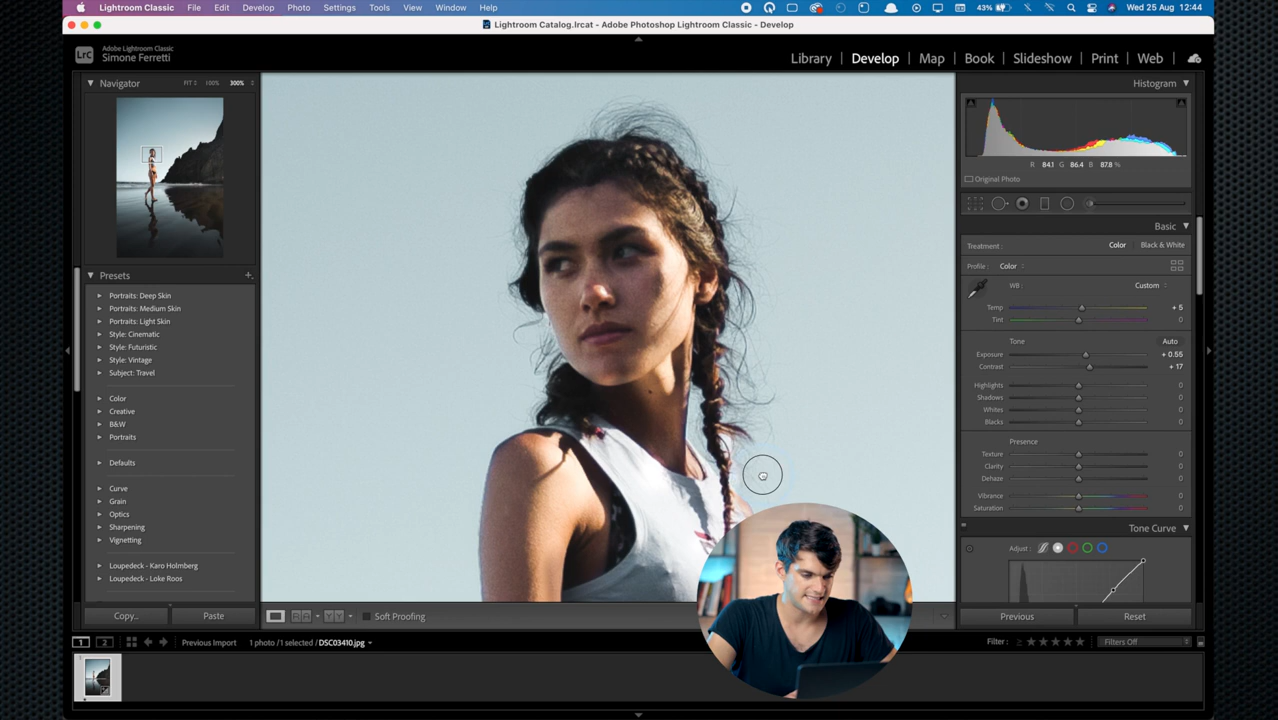 Lightroom Classic File Edit Develop Photo Settings Tools View Window Help 43% Wed 25 Aug 12:44
Lightroom Catalog.lrcat - Adobe Photoshop Lightroom Classic - Develop
LrC Adobe Lightroom Classic
Simone Ferretti
Library | Develop | Map | Book | Slideshow | Print | Web
Navigator FIT 100% 300%
Presets +
Portraits: Deep Skin
Portraits: Medium Skin
Portraits: Light Skin
Style: Cinematic
Style: Futuristic
Style: Vintage
Subject: Travel
Color
Creative
B&W
Portraits
Defaults
Curve
Grain
Optics
Sharpening
Vignetting
Loupedeck - Karo Holmberg
Loupedeck - Loke Roos
Copy... Paste
Soft Proofing
Histogram
R 84.1 G 86.4 B 87.8 %
Original Photo
Basic
Treatment : Color Black & White
Profile : Color
WB : Custom
Temp + 5
Tint 0
Tone Auto
Exposure + 0.55
Contrast + 17
Highlights 0
Shadows 0
Whites 0
Blacks 0
Presence
Texture 0
Clarity 0
Dehaze 0
Vibrance 0
Saturation 0
Tone Curve
Adjust :
Previous Reset
1 2 Previous Import 1 photo /1 selected /DSC03410.jpg Filter : ≥ ★★★★★ Filters Off